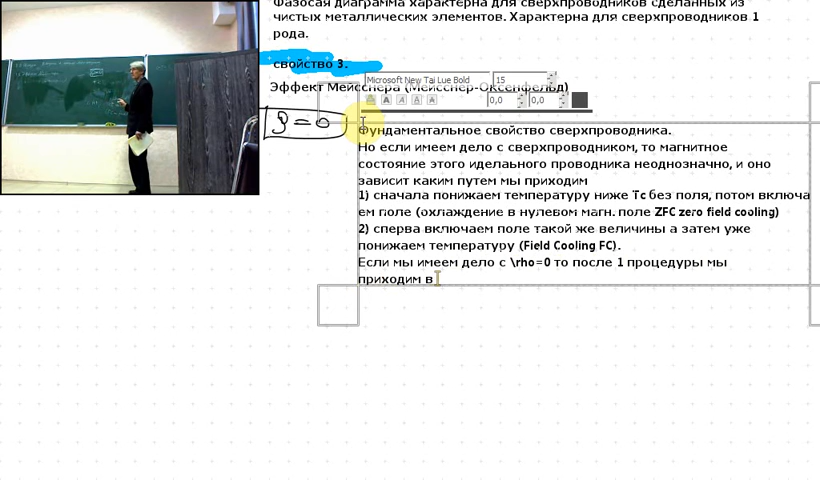 Фазосая диаграмма характерна для сверхпроводников сделанных из
чистых металлических элементов. Характерна для сверхпроводников 1
рода.
свойство 3.
Microsoft New Tai Lue Bold 15
Эффект Мейсснера (Мейсснер-Оксенфельд)
0,0 0,0
ρ = 0
Фундаментальное свойство сверхпроводника.
Но если имеем дело с сверхпроводником, то магнитное
состояние этого идельного проводника неоднозначно, и оно
зависит каким путем мы приходим
1) сначала понижаем температуру ниже Tc без поля, потом включа
ем поле (охлаждение в нулевом магн. поле ZFC zero field cooling)
2) сперва включаем поле такой же величины а затем уже
понижаем температуру (Field Cooling FC).
Если мы имеем дело с \rho=0 то после 1 процедуры мы
приходим в